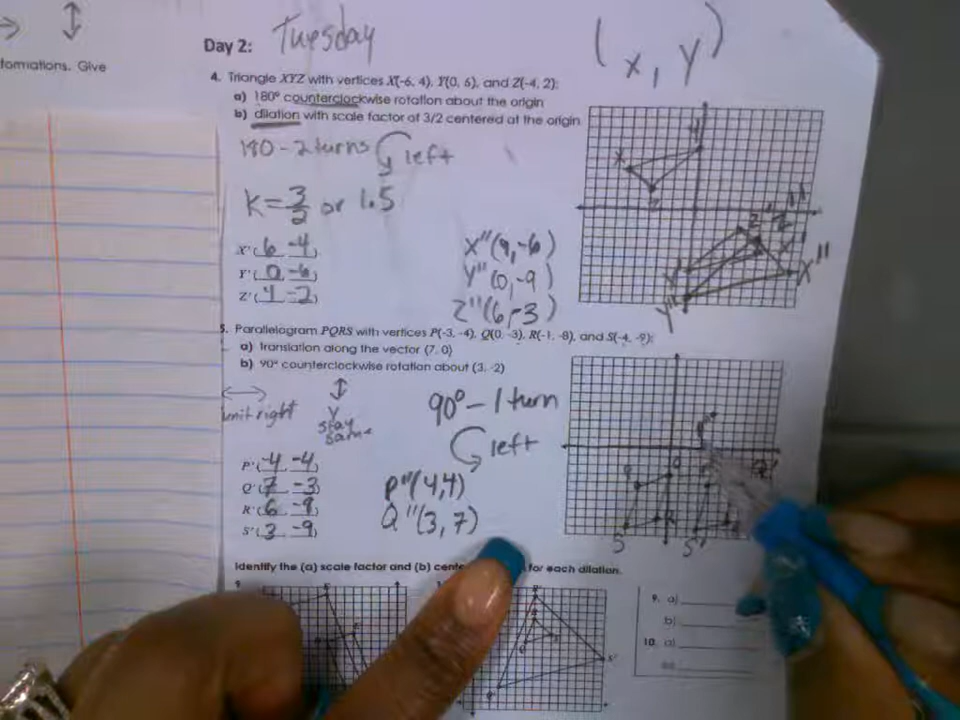 formations. Give
Day 2: Tuesday
(x, y)
4. Triangle XYZ with vertices X(-6, 4), Y(0, 6), and Z(-4, 2):
a) 180° counterclockwise rotation about the origin
b) dilation with scale factor of 3/2 centered at the origin
180 - 2 turns left
K = 3/2 or 1.5
X'( 6 -4 )
Y'( 0 -6 )
Z'( 4 -2 )
X"(9, -6)
Y"(0, -9)
Z"(6, -3)
X Y Z
Z" Z' X' X"
Y' Y"
5. Parallelogram PQRS with vertices P(-3, -4), Q(0, -3), R(-1, -8), and S(-4, -9):
a) translation along the vector (7, 0)
b) 90° counterclockwise rotation about (3, -2)
unit right
y stay same
90° - 1 turn
left
P'( 4 -4 )
Q'( 7 -3 )
R'( 6 -9 )
S'( 3 -9 )
P"(4,4)
Q"(3, 7)
S S'
Identify the (a) scale factor and (b) cente for each dilation.
9.
9. a)
b)
10. a)